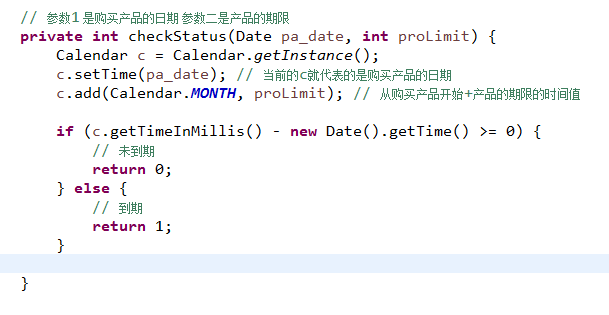 // 参数1 是购买产品的日期 参数二是产品的期限
private int checkStatus(Date pa_date, int proLimit) {
Calendar c = Calendar.getInstance();
c.setTime(pa_date); // 当前的c就代表的是购买产品的日期
c.add(Calendar.MONTH, proLimit); // 从购买产品开始+产品的期限的时间值
if (c.getTimeInMillis() - new Date().getTime() >= 0) {
// 未到期
return 0;
} else {
// 到期
return 1;
}
}